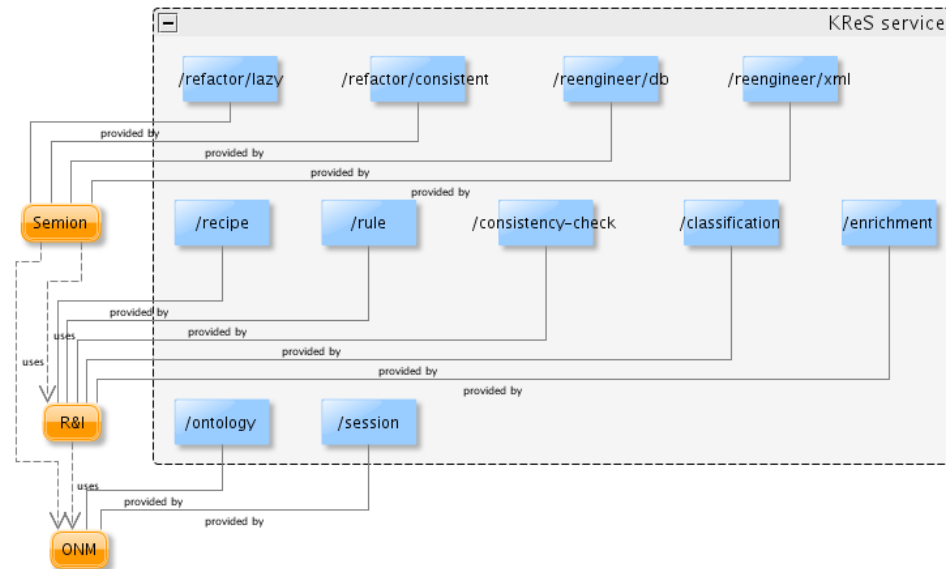 KReS service
/refactor/lazy
/refactor/consistent
/reengineer/db
/reengineer/xml
provided by
provided by
provided by
provided by
Semion
/recipe
/rule
/consistency-check
/classification
/enrichment
provided by
uses
provided by
uses
provided by
provided by
provided by
R&I
/ontology
/session
uses
provided by
provided by
ONM